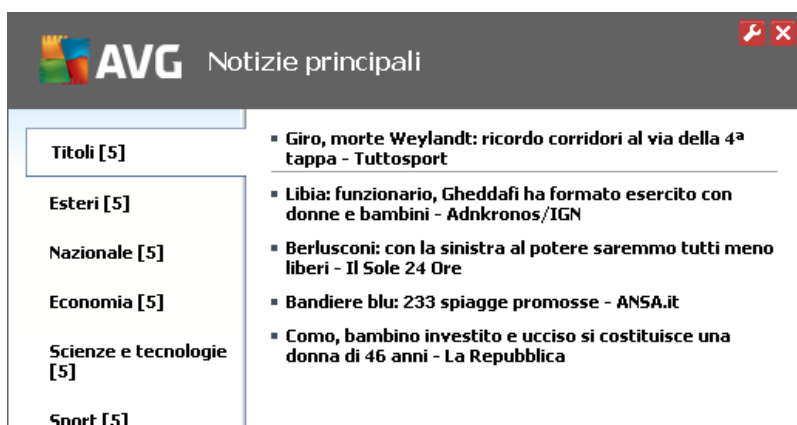 AVG Notizie principali
Titoli [5]
Esteri [5]
Nazionale [5]
Economia [5]
Scienze e tecnologie
[5]
Sport [5]
Giro, morte Weylandt: ricordo corridori al via della 4ª
tappa - Tuttosport
Libia: funzionario, Gheddafi ha formato esercito con
donne e bambini - Adnkronos/IGN
Berlusconi: con la sinistra al potere saremmo tutti meno
liberi - Il Sole 24 Ore
Bandiere blu: 233 spiagge promosse - ANSA.it
Como, bambino investito e ucciso si costituisce una
donna di 46 anni - La Repubblica